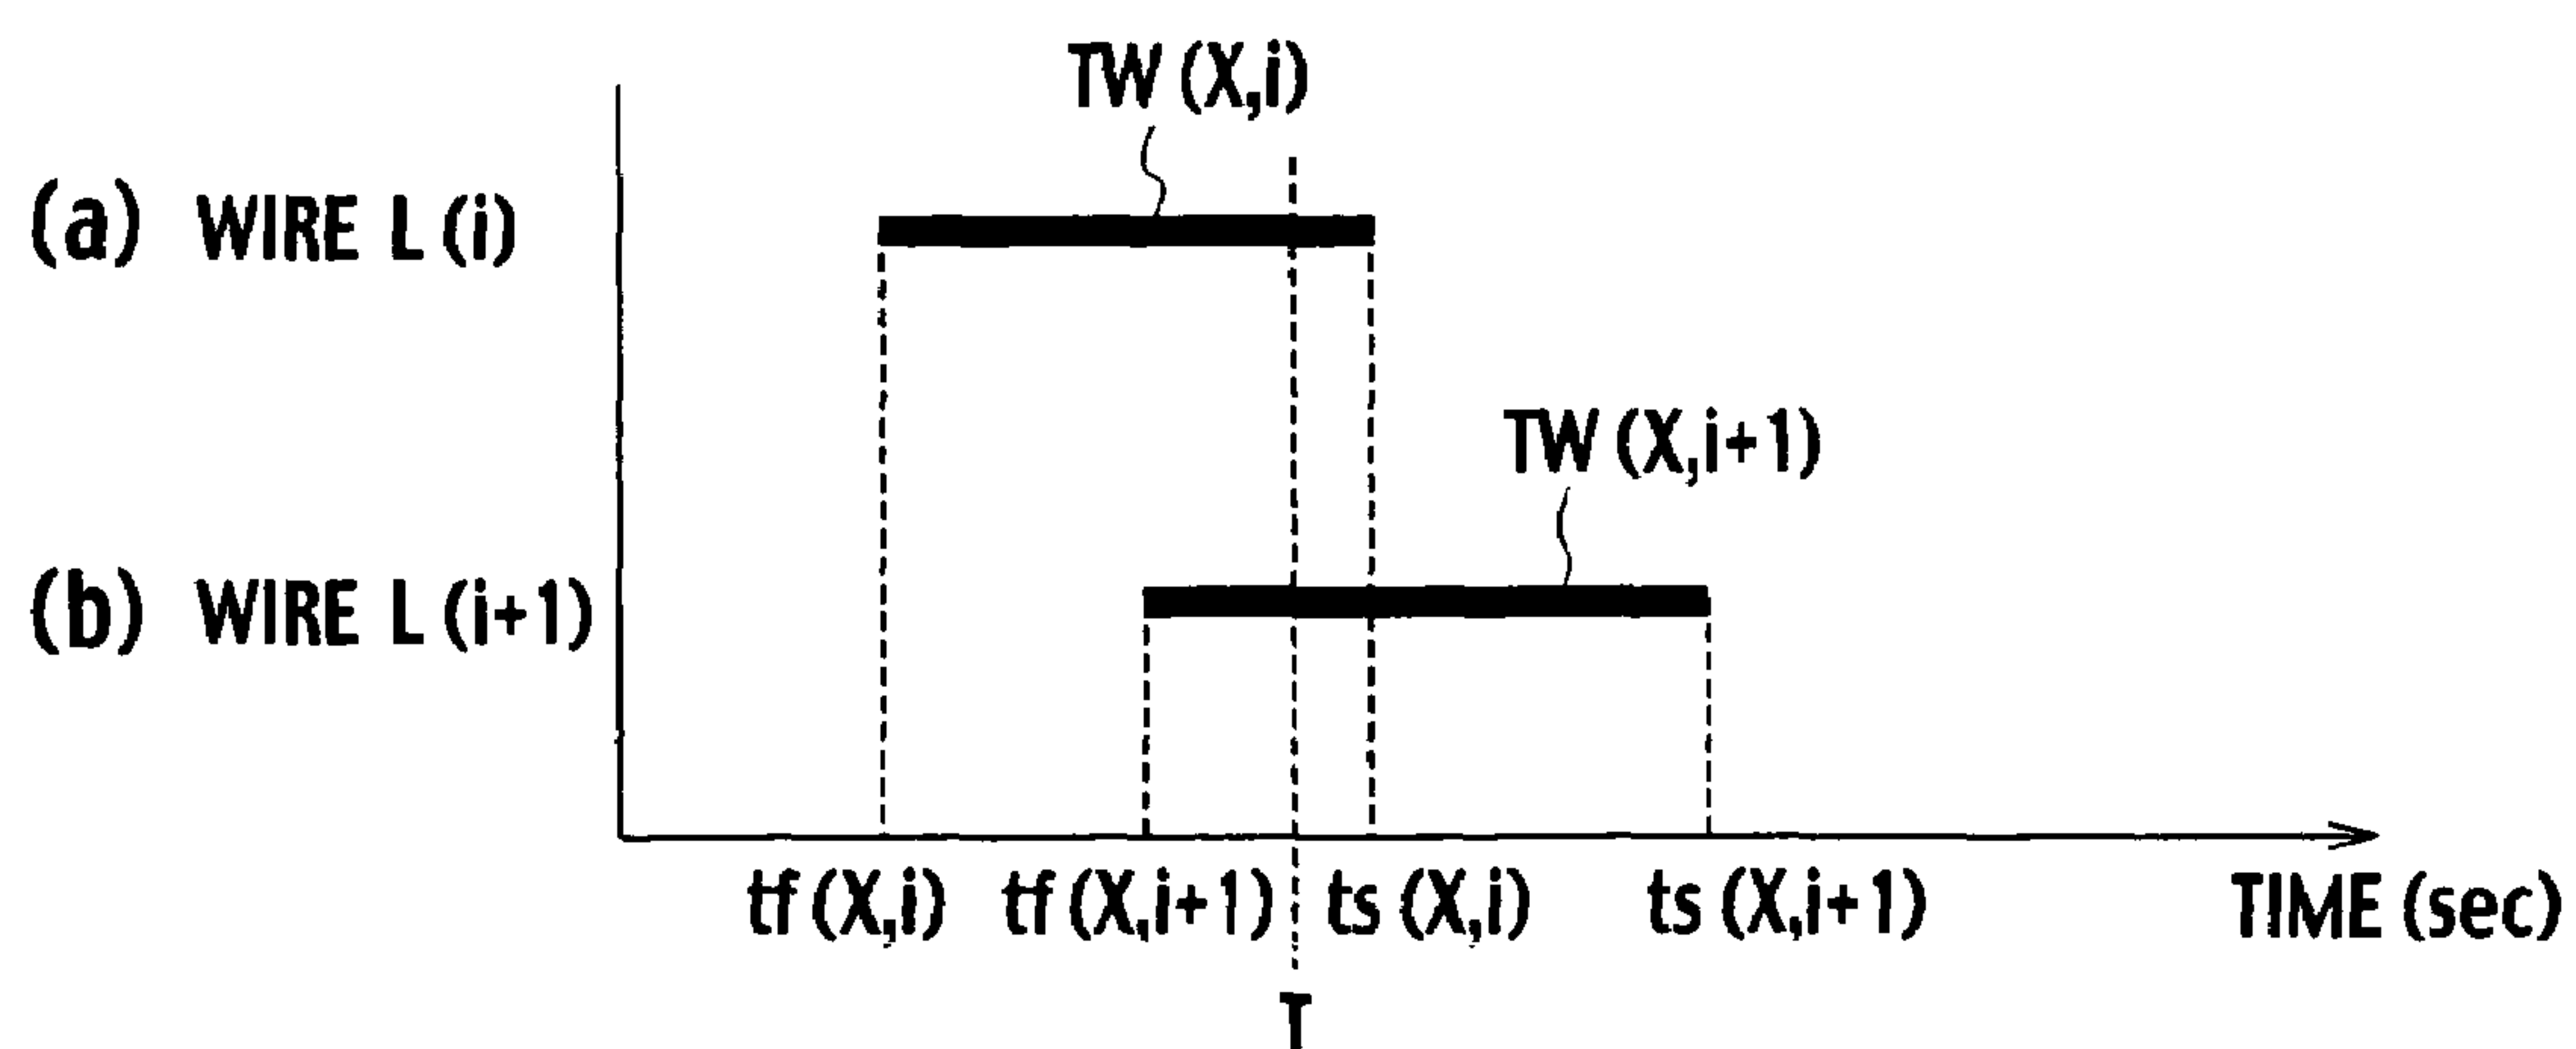 TW (X,i)
(a) WIRE L (i)
TW (X,i+1)
(b) WIRE L (i+1)
tf (X,i) tf (X,i+1) ts (X,i) ts (X,i+1) TIME (sec)
T